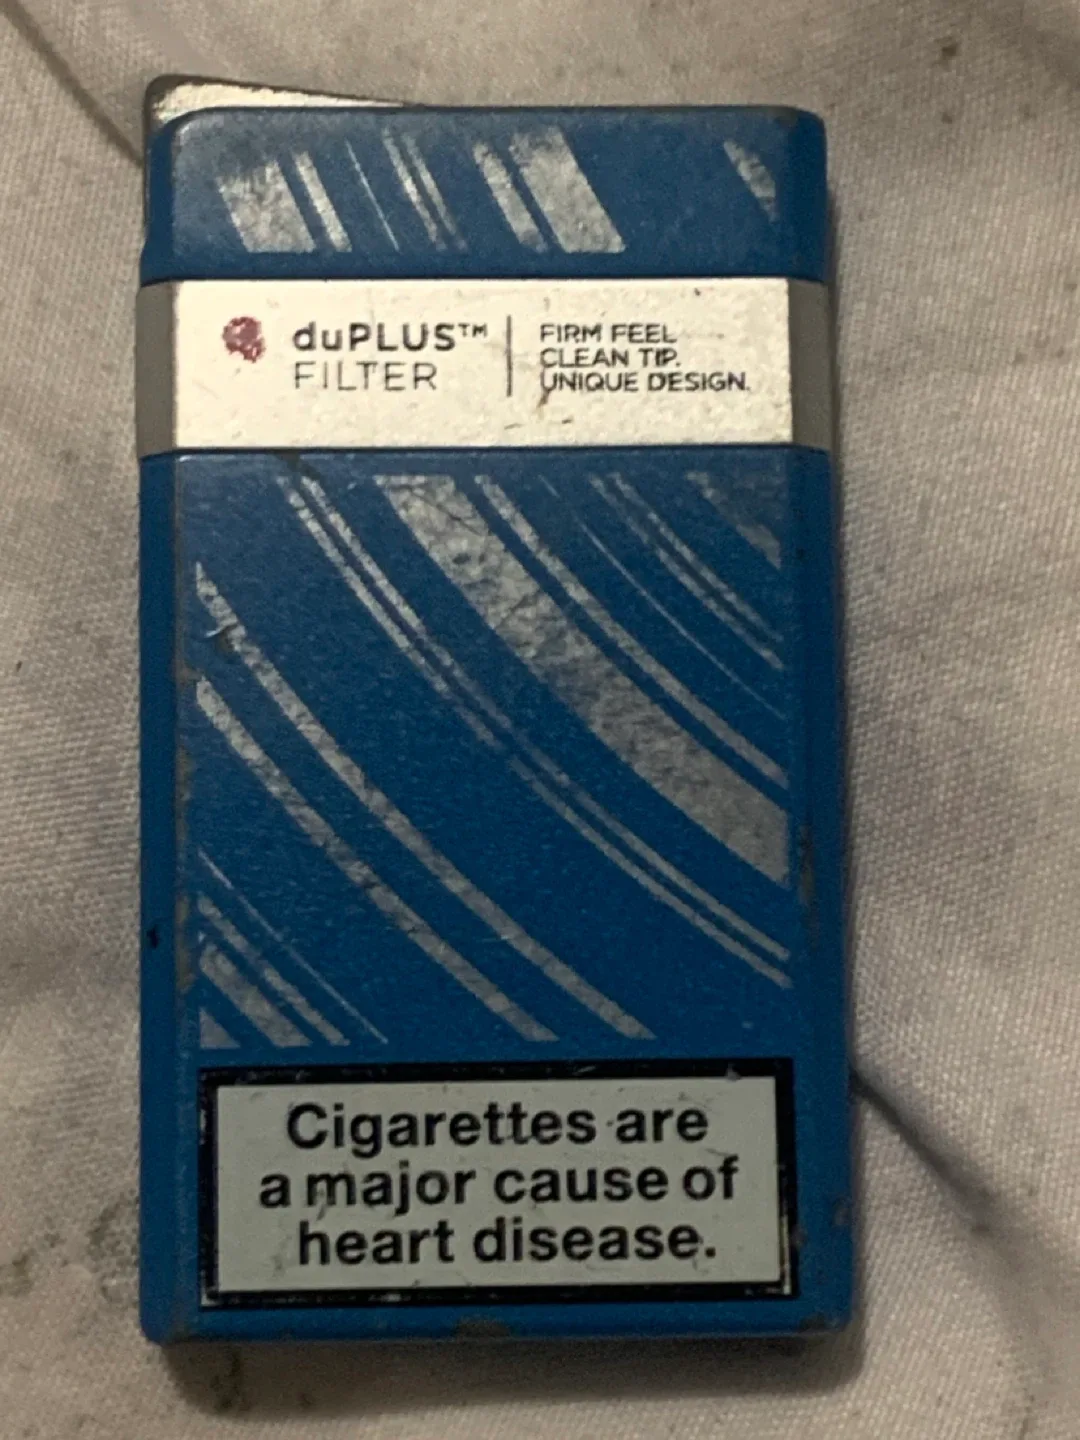 duPLUS™
FILTER
FIRM FEEL
CLEAN TIP.
UNIQUE DESIGN.
Cigarettes are
a major cause of
heart disease.